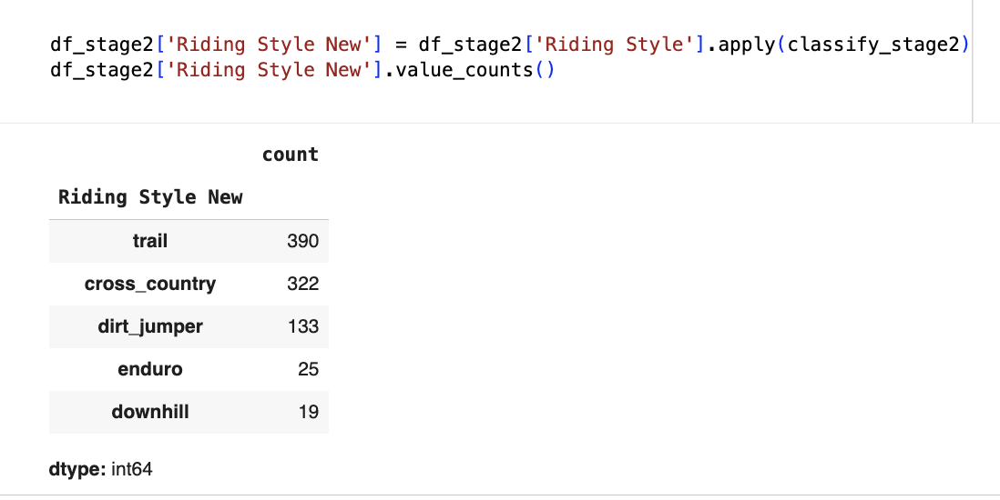 df_stage2['Riding Style New'] = df_stage2['Riding Style'].apply(classify_stage2)
df_stage2['Riding Style New'].value_counts()
count
Riding Style New
trail 390
cross_country 322
dirt_jumper 133
enduro 25
downhill 19
dtype: int64